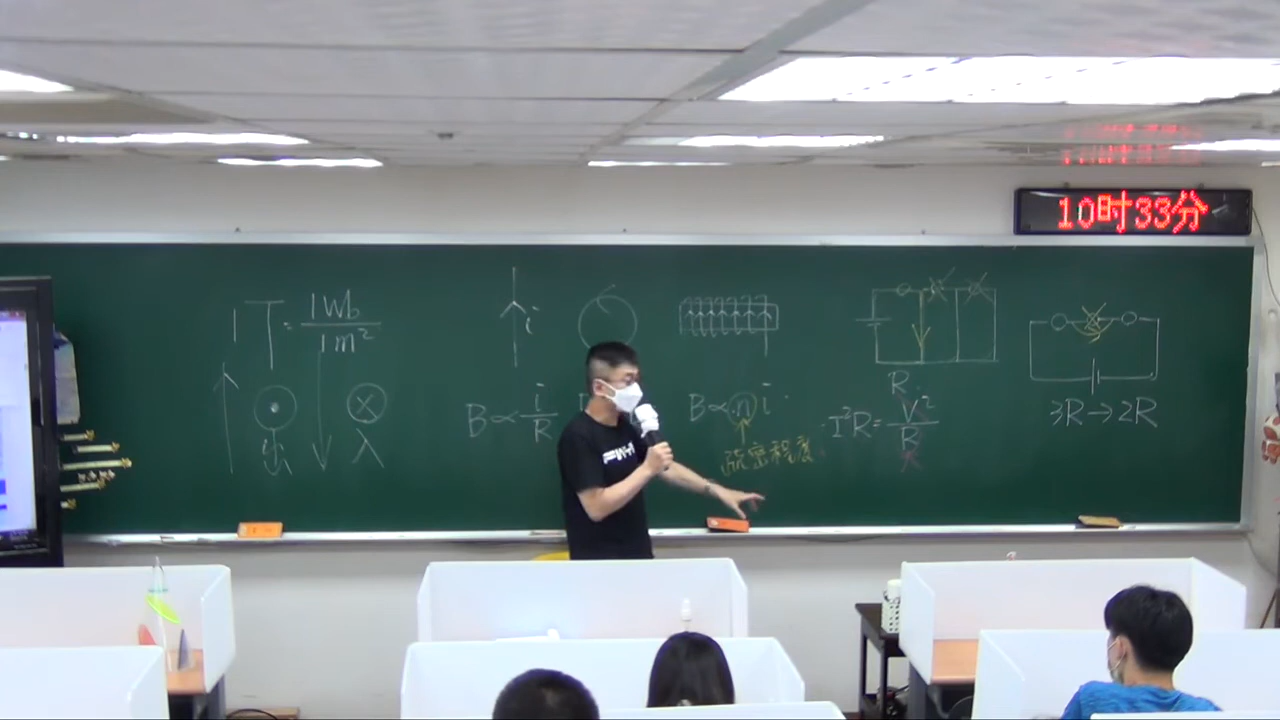 10时33分
1T = 1Wb / 1m²
i
B ∝ i / R
B ∝ n i
疏密程度
出
入
R
I²R = V² / R
3R → 2R